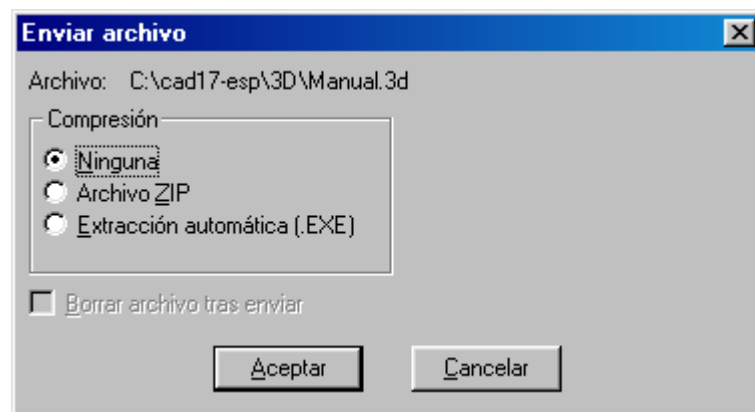 Enviar archivo
Archivo: C:\cad17-esp\3D\Manual.3d
Compresión
Ninguna
Archivo ZIP
Extracción automática (.EXE)
Borrar archivo tras enviar
Aceptar Cancelar